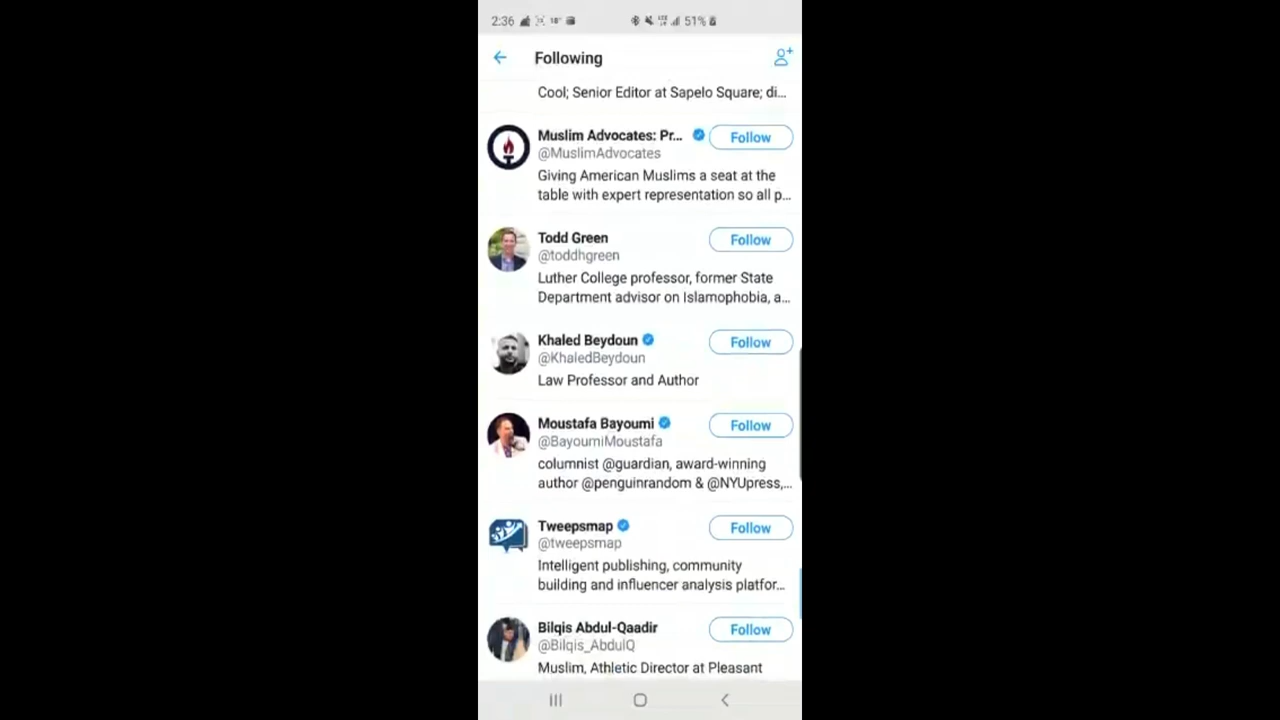 2:36 18° LTE 51%
Following
Cool; Senior Editor at Sapelo Square; di...
Muslim Advocates: Pr... Follow
@MuslimAdvocates
Giving American Muslims a seat at the
table with expert representation so all p...
Todd Green Follow
@toddhgreen
Luther College professor, former State
Department advisor on Islamophobia, a...
Khaled Beydoun Follow
@KhaledBeydoun
Law Professor and Author
Moustafa Bayoumi Follow
@BayoumiMoustafa
columnist @guardian, award-winning
author @penguinrandom & @NYUpress,...
Tweepsmap Follow
@tweepsmap
Intelligent publishing, community
building and influencer analysis platfor...
Bilqis Abdul-Qaadir Follow
@Bilqis_AbdulQ
Muslim, Athletic Director at Pleasant